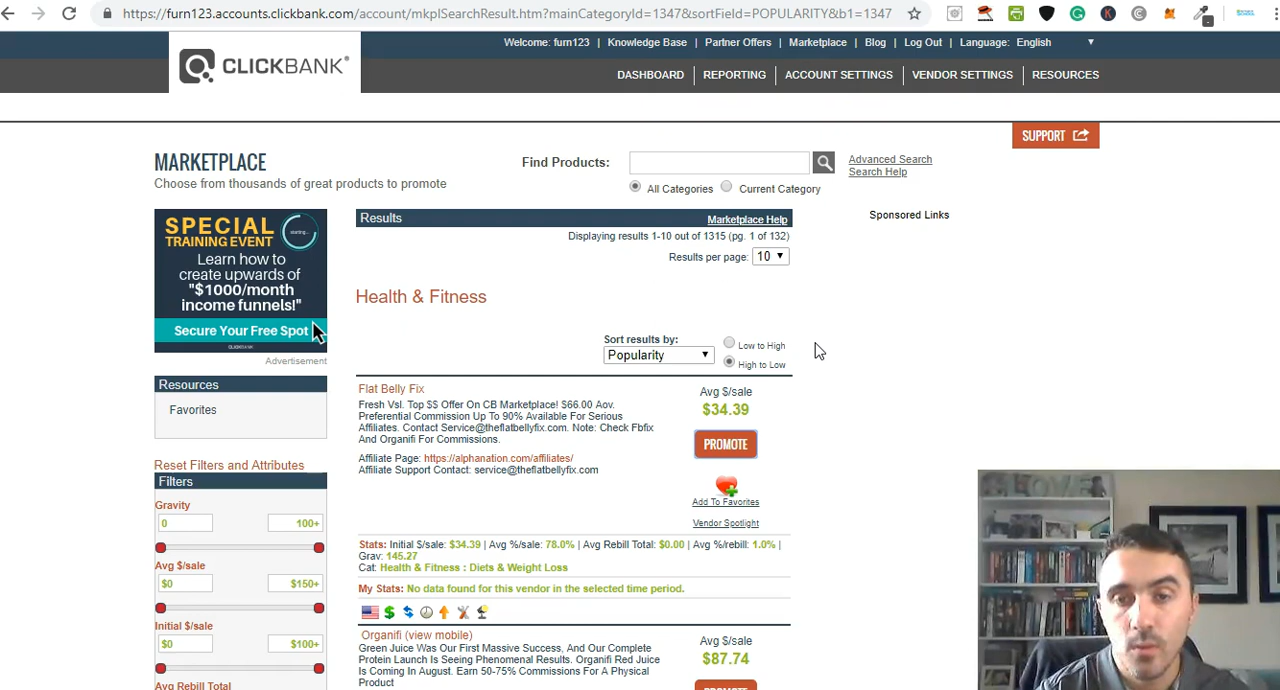 https://furn123.accounts.clickbank.com/account/mkplSearchResult.htm?mainCategoryId=1347&sortField=POPULARITY&b1=1347
Welcome: furn123 | Knowledge Base | Partner Offers | Marketplace | Blog | Log Out | Language: English ▼
CLICKBANK®
DASHBOARD | REPORTING | ACCOUNT SETTINGS | VENDOR SETTINGS | RESOURCES
SUPPORT
MARKETPLACE
Choose from thousands of great products to promote
Find Products:
Advanced Search
Search Help
All Categories Current Category
SPECIAL
TRAINING EVENT
starting...
Learn how to
create upwards of
"$1000/month
income funnels!"
Secure Your Free Spot
CLICKBANK
Advertisement
Resources
Favorites
Reset Filters and Attributes
Filters
Gravity
0 100+
Avg $/sale
$0 $150+
Initial $/sale
$0 $100+
Avg Rebill Total
Results Marketplace Help
Displaying results 1-10 out of 1315 (pg. 1 of 132)
Results per page: 10 ▼
Health & Fitness
Sort results by:
Popularity ▼
Low to High
High to Low
Flat Belly Fix
Fresh Vsl. Top $$ Offer On CB Marketplace! $66.00 Aov.
Preferential Commission Up To 90% Available For Serious
Affiliates. Contact Service@theflatbellyfix.com. Note: Check Fbfix
And Organifi For Commissions.
Affiliate Page: https://alphanation.com/affiliates/
Affiliate Support Contact: service@theflatbellyfix.com
Avg $/sale
$34.39
PROMOTE
Add To Favorites
Vendor Spotlight
Stats: Initial $/sale: $34.39 | Avg %/sale: 78.0% | Avg Rebill Total: $0.00 | Avg %/rebill: 1.0% |
Grav: 145.27
Cat: Health & Fitness : Diets & Weight Loss
My Stats: No data found for this vendor in the selected time period.
Organifi (view mobile)
Green Juice Was Our First Massive Success, And Our Complete
Protein Launch Is Seeing Phenomenal Results. Organifi Red Juice
Is Coming In August. Earn 50-75% Commissions For A Physical
Product
Avg $/sale
$87.74
PROMOTE
Sponsored Links